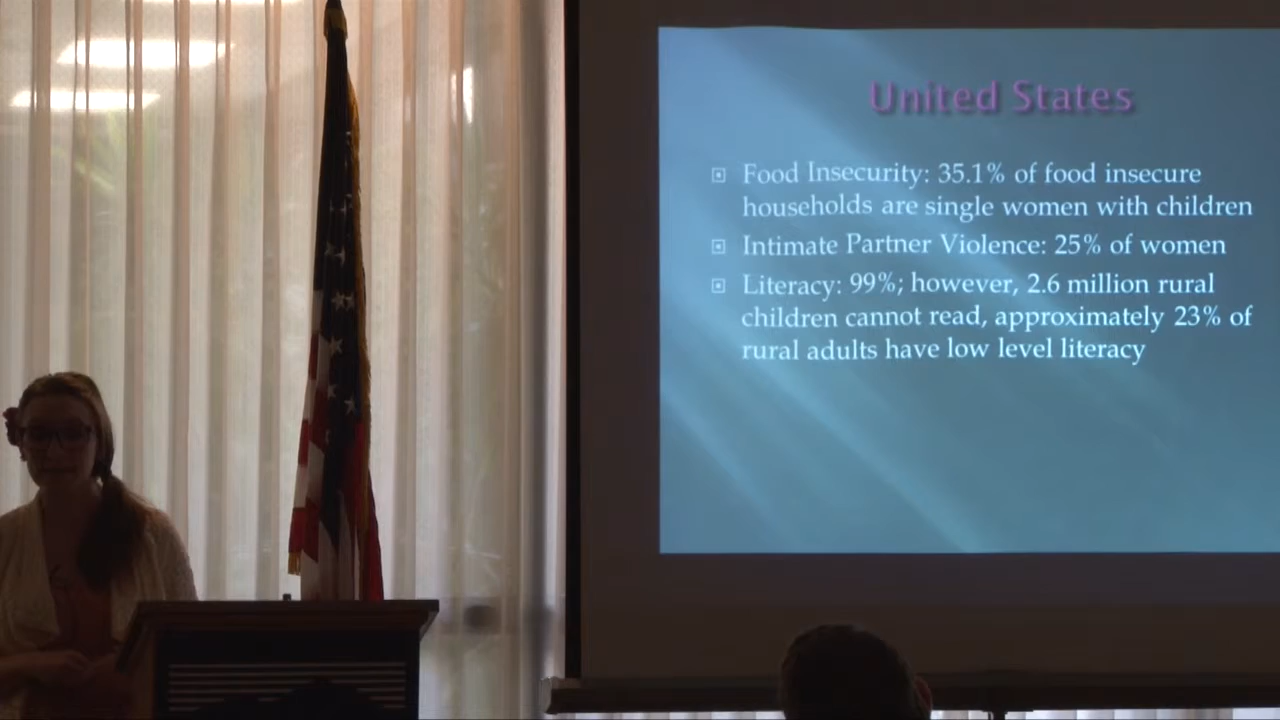 United States
Food Insecurity: 35.1% of food insecure
households are single women with children
Intimate Partner Violence: 25% of women
Literacy: 99%; however, 2.6 million rural
children cannot read, approximately 23% of
rural adults have low level literacy